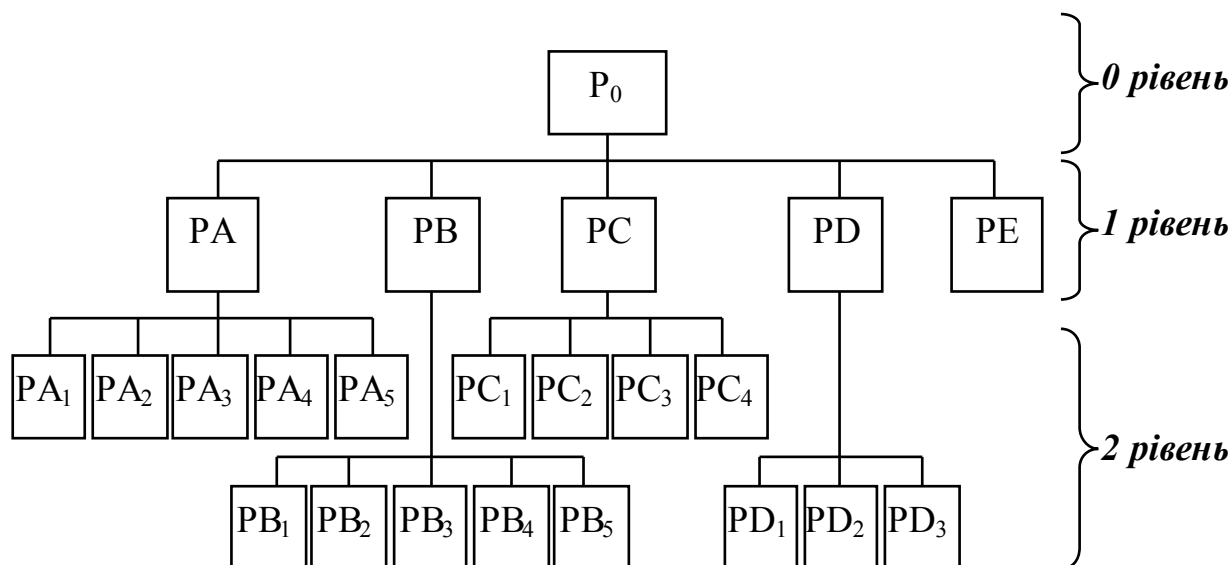 P₀
0 рівень
PA PB PC PD PE
1 рівень
PA₁ PA₂ PA₃ PA₄ PA₅ PC₁ PC₂ PC₃ PC₄
2 рівень
PB₁ PB₂ PB₃ PB₄ PB₅ PD₁ PD₂ PD₃